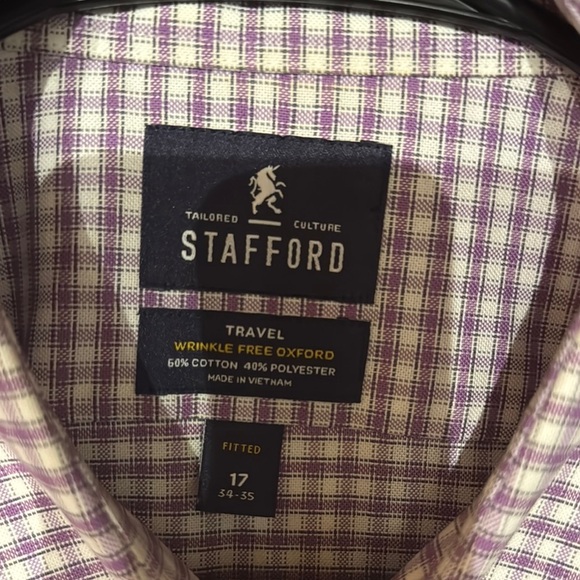 TAILORED CULTURE
STAFFORD
TRAVEL
WRINKLE FREE OXFORD
60% COTTON 40% POLYESTER
MADE IN VIETNAM
FITTED
17
34-35